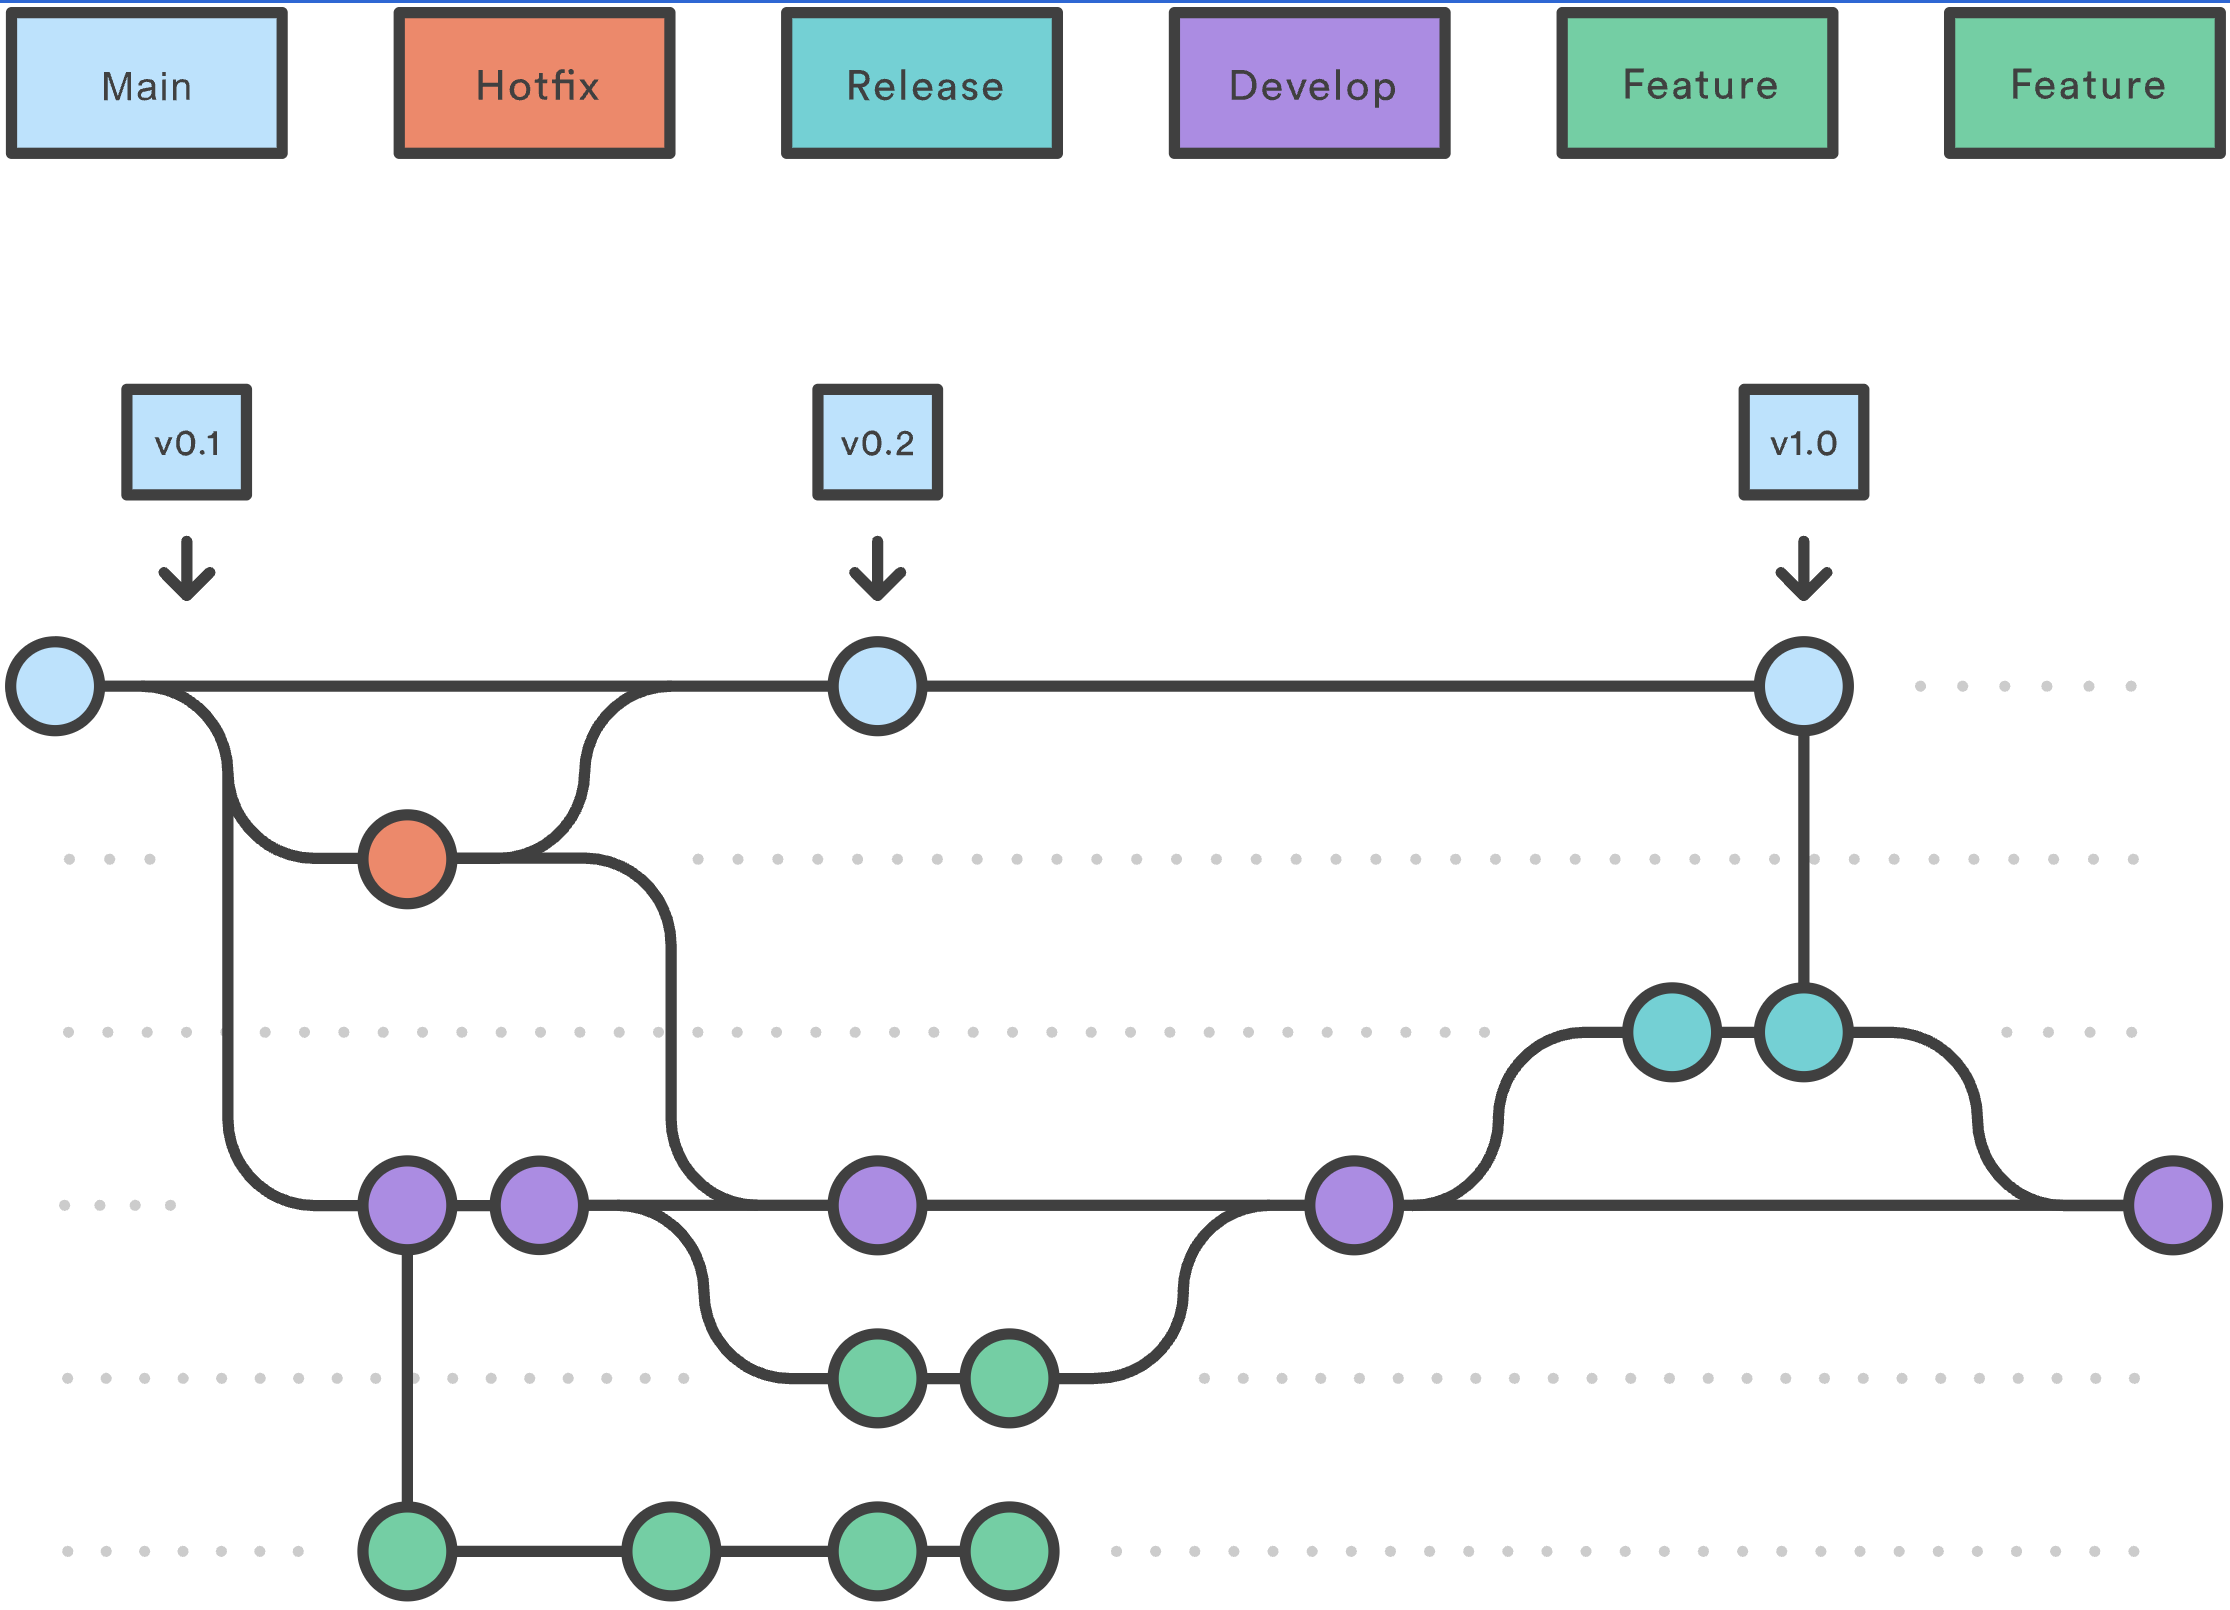 Main
Hotfix
Release
Develop
Feature
Feature
v0.1
v0.2
v1.0